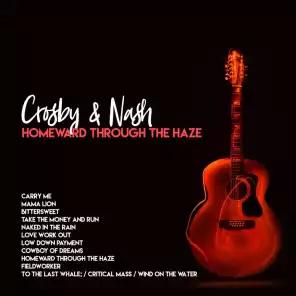 Crosby & Nash
HOMEWARD THROUGH THE HAZE
CARRY ME
MAMA LION
BITTERSWEET
TAKE THE MONEY AND RUN
NAKED IN THE RAIN
LOVE WORK OUT
LOW DOWN PAYMENT
COWBOY OF DREAMS
HOMEWARD THROUGH THE HAZE
FIELDWORKER
TO THE LAST WHALE; / CRITICAL MASS / WIND ON THE WATER